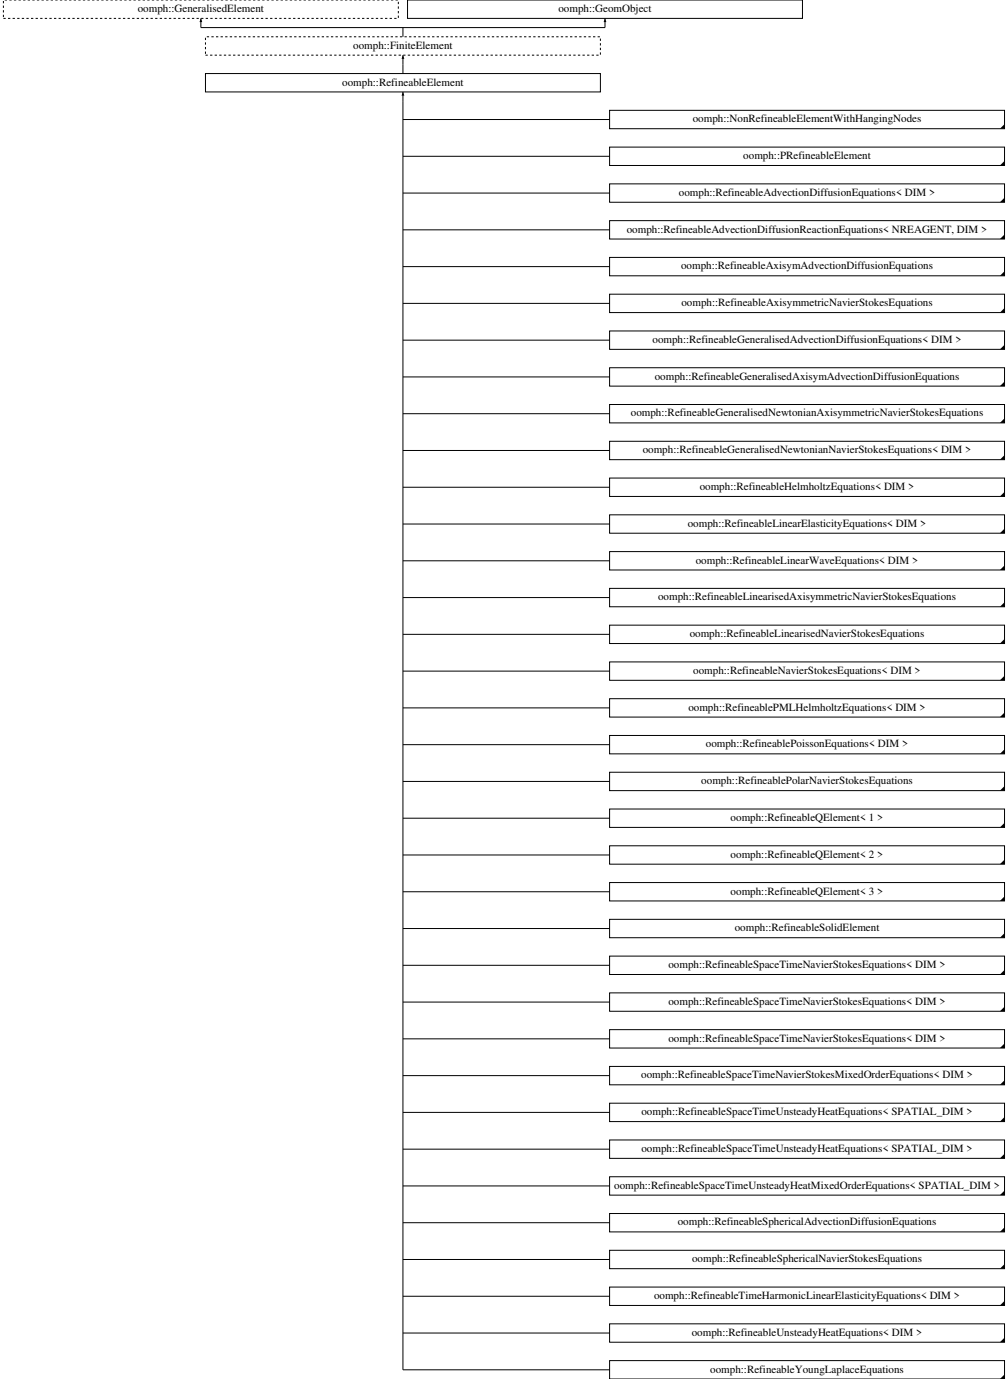 oomph::GeneralisedElement
oomph::GeomObject
oomph::FiniteElement
oomph::RefineableElement
oomph::NonRefineableElementWithHangingNodes
oomph::PRefineableElement
oomph::RefineableAdvectionDiffusionEquations< DIM >
oomph::RefineableAdvectionDiffusionReactionEquations< NREAGENT, DIM >
oomph::RefineableAxisymAdvectionDiffusionEquations
oomph::RefineableAxisymmetricNavierStokesEquations
oomph::RefineableGeneralisedAdvectionDiffusionEquations< DIM >
oomph::RefineableGeneralisedAxisymAdvectionDiffusionEquations
oomph::RefineableGeneralisedNewtonianAxisymmetricNavierStokesEquations
oomph::RefineableGeneralisedNewtonianNavierStokesEquations< DIM >
oomph::RefineableHelmholtzEquations< DIM >
oomph::RefineableLinearElasticityEquations< DIM >
oomph::RefineableLinearWaveEquations< DIM >
oomph::RefineableLinearisedAxisymmetricNavierStokesEquations
oomph::RefineableLinearisedNavierStokesEquations
oomph::RefineableNavierStokesEquations< DIM >
oomph::RefineablePMLHelmholtzEquations< DIM >
oomph::RefineablePoissonEquations< DIM >
oomph::RefineablePolarNavierStokesEquations
oomph::RefineableQElement< 1 >
oomph::RefineableQElement< 2 >
oomph::RefineableQElement< 3 >
oomph::RefineableSolidElement
oomph::RefineableSpaceTimeNavierStokesEquations< DIM >
oomph::RefineableSpaceTimeNavierStokesEquations< DIM >
oomph::RefineableSpaceTimeNavierStokesEquations< DIM >
oomph::RefineableSpaceTimeNavierStokesMixedOrderEquations< DIM >
oomph::RefineableSpaceTimeUnsteadyHeatEquations< SPATIAL_DIM >
oomph::RefineableSpaceTimeUnsteadyHeatEquations< SPATIAL_DIM >
oomph::RefineableSpaceTimeUnsteadyHeatMixedOrderEquations< SPATIAL_DIM >
oomph::RefineableSphericalAdvectionDiffusionEquations
oomph::RefineableSphericalNavierStokesEquations
oomph::RefineableTimeHarmonicLinearElasticityEquations< DIM >
oomph::RefineableUnsteadyHeatEquations< DIM >
oomph::RefineableYoungLaplaceEquations